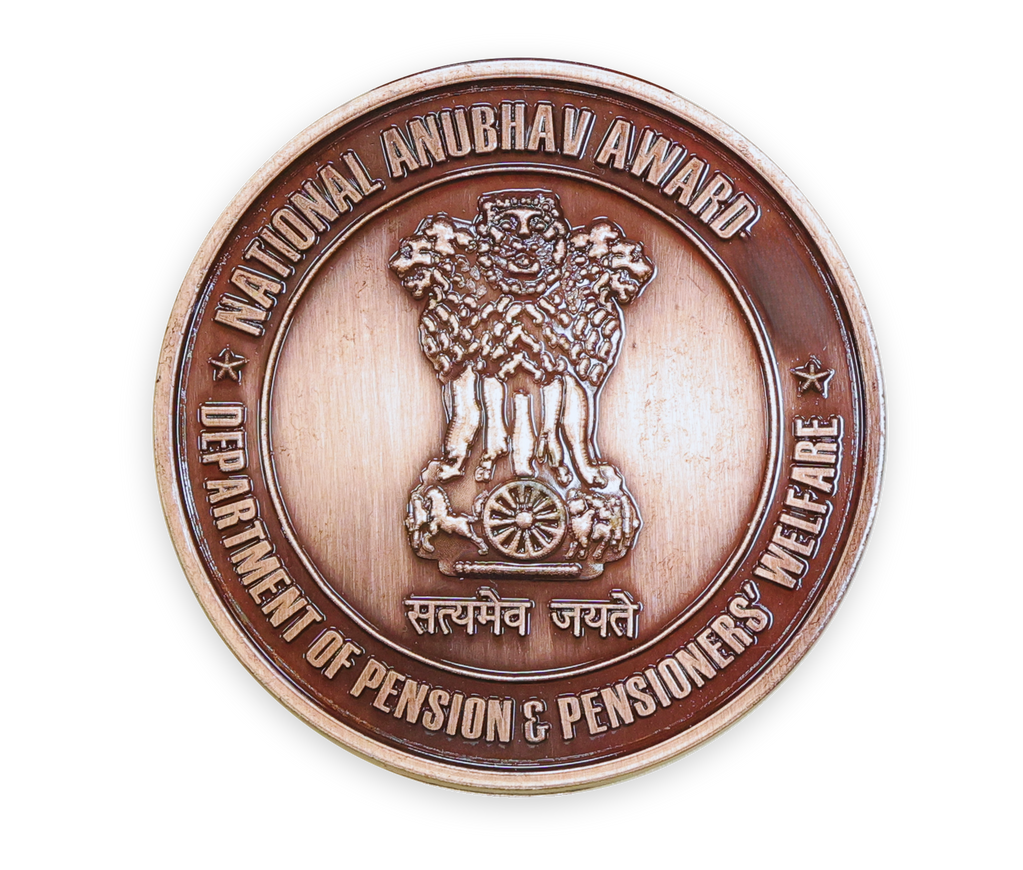 NATIONAL ANUBHAV AWARD
सत्यमेव जयते
DEPARTMENT OF PENSION & PENSIONERS' WELFARE